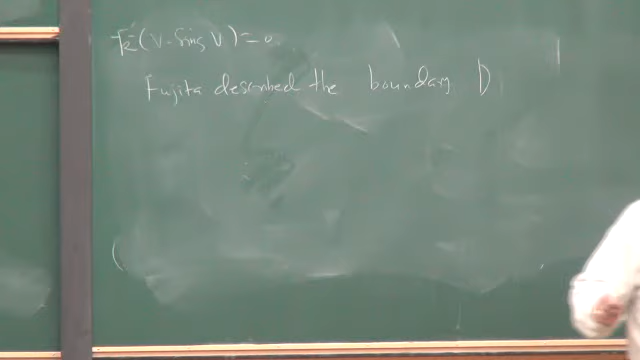 κ̄(V - Sing V) = 0.
Fujita described the boundary D
(